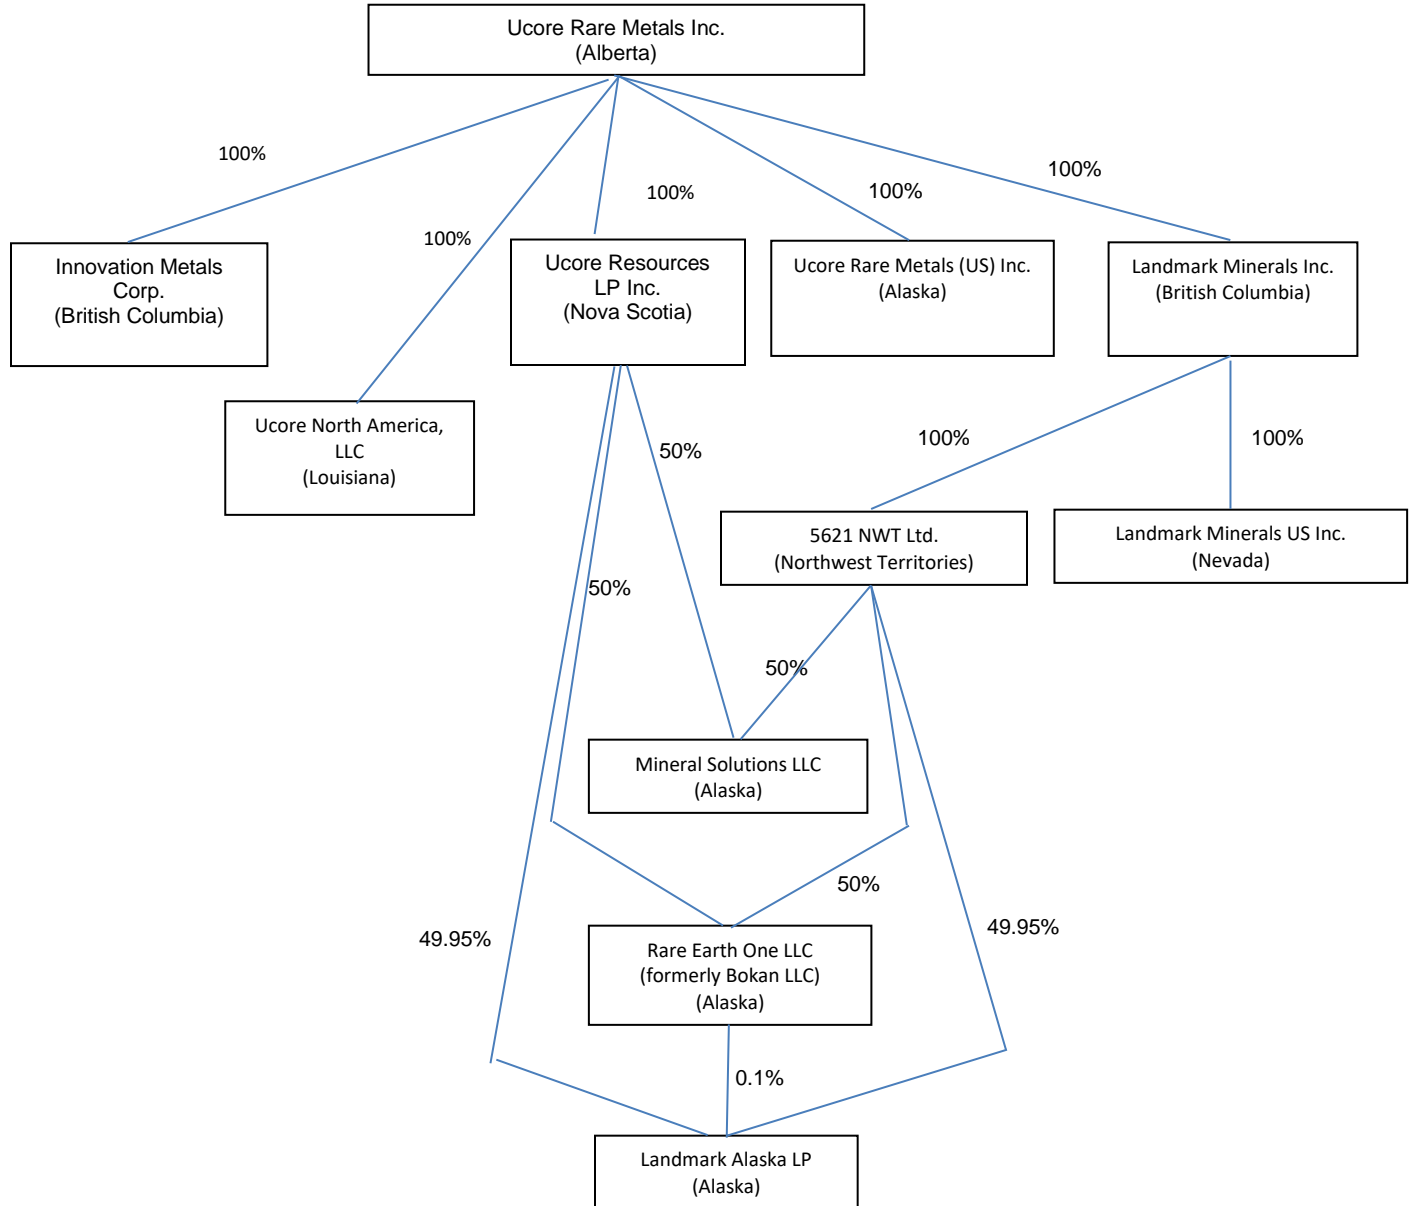 Ucore Rare Metals Inc.
(Alberta)
100%
100%
100%
100%
100%
Innovation Metals
Corp.
(British Columbia)
Ucore Resources
LP Inc.
(Nova Scotia)
Ucore Rare Metals (US) Inc.
(Alaska)
Landmark Minerals Inc.
(British Columbia)
Ucore North America,
LLC
(Louisiana)
50%
100%
100%
5621 NWT Ltd.
(Northwest Territories)
Landmark Minerals US Inc.
(Nevada)
50%
50%
Mineral Solutions LLC
(Alaska)
50%
49.95%
49.95%
Rare Earth One LLC
(formerly Bokan LLC)
(Alaska)
0.1%
Landmark Alaska LP
(Alaska)